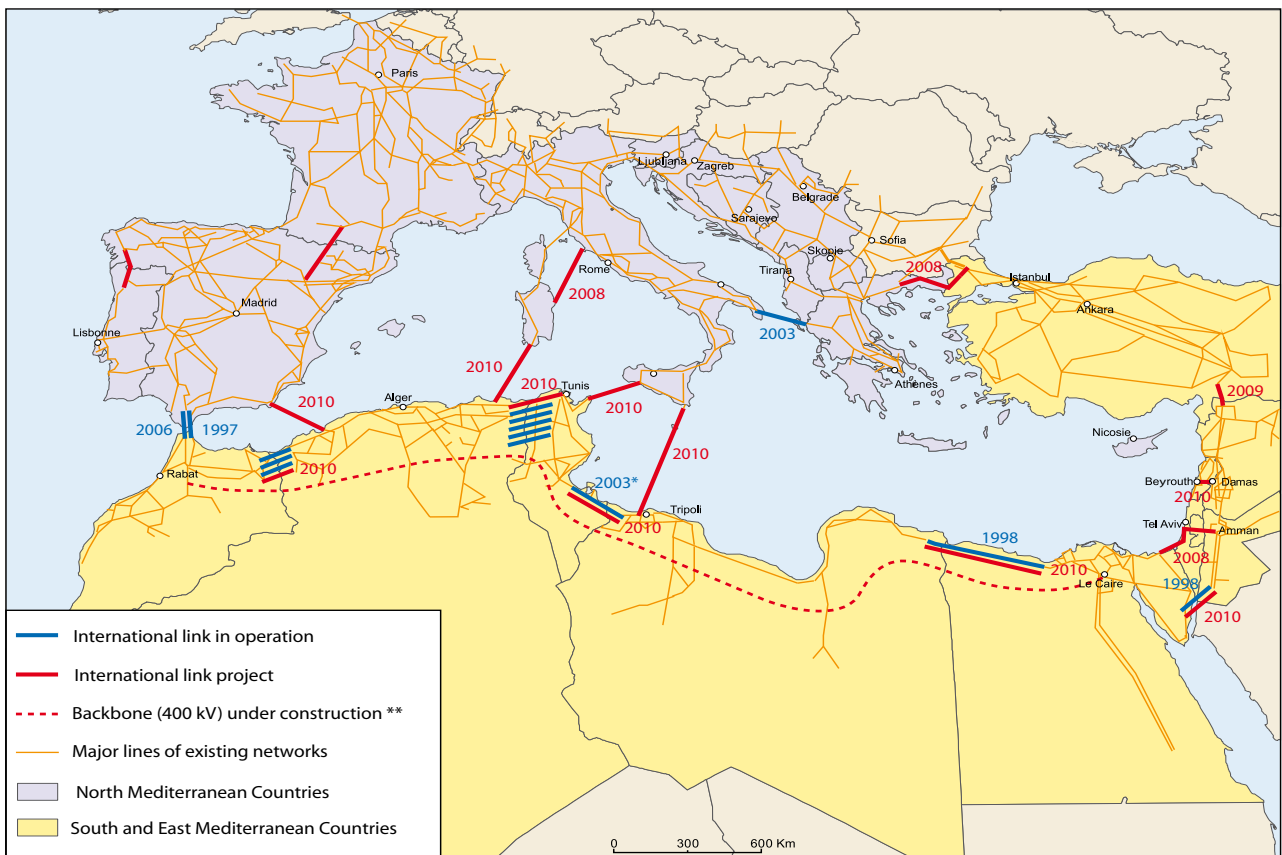 Paris
Ljubljana
Zagreb
Belgrade
Sarajevo
Sofia
Skopje
Rome
Tirana
2008
2008
Istanbul
Ankara
Madrid
Lisbonne
2003
Athènes
2010
2010
Tunis
2009
Alger
2010
2010
2006
1997
Nicosie
2010
2010
Rabat
2003*
Beyrouth
Damas
2010
Tripoli
2010
Tel Aviv
Amman
1998
2008
2010
Le Caire
1998
2010
International link in operation
International link project
Backbone (400 kV) under construction **
Major lines of existing networks
North Mediterranean Countries
South and East Mediterranean Countries
0 300 600 Km